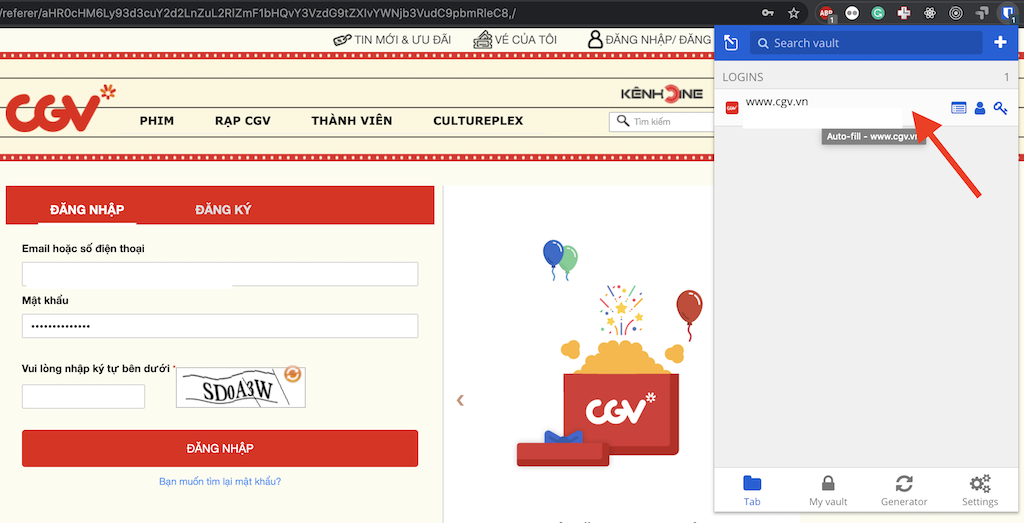 /referer/aHR0cHM6Ly93d3cuY2d2LnZuL2RlZmF1bHQvY3VzdG9tZXIvYWNjb3VudC9pbmRleC8,/
ABP
1
1
TIN MỚI & ƯU ĐÃI
VÉ CỦA TÔI
ĐĂNG NHẬP/ ĐĂNG
Search vault
LOGINS
1
CGV
KÊNH CINE
www.cgv.vn
PHIM
RẠP CGV
THÀNH VIÊN
CULTUREPLEX
Tìm kiếm
Auto-fill - www.cgv.vn
ĐĂNG NHẬP
ĐĂNG KÝ
Email hoặc số điện thoại
Mật khẩu
Vui lòng nhập ký tự bên dưới *
SD0A3W
CGV
ĐĂNG NHẬP
Bạn muốn tìm lại mật khẩu?
Tab
My vault
Generator
Settings